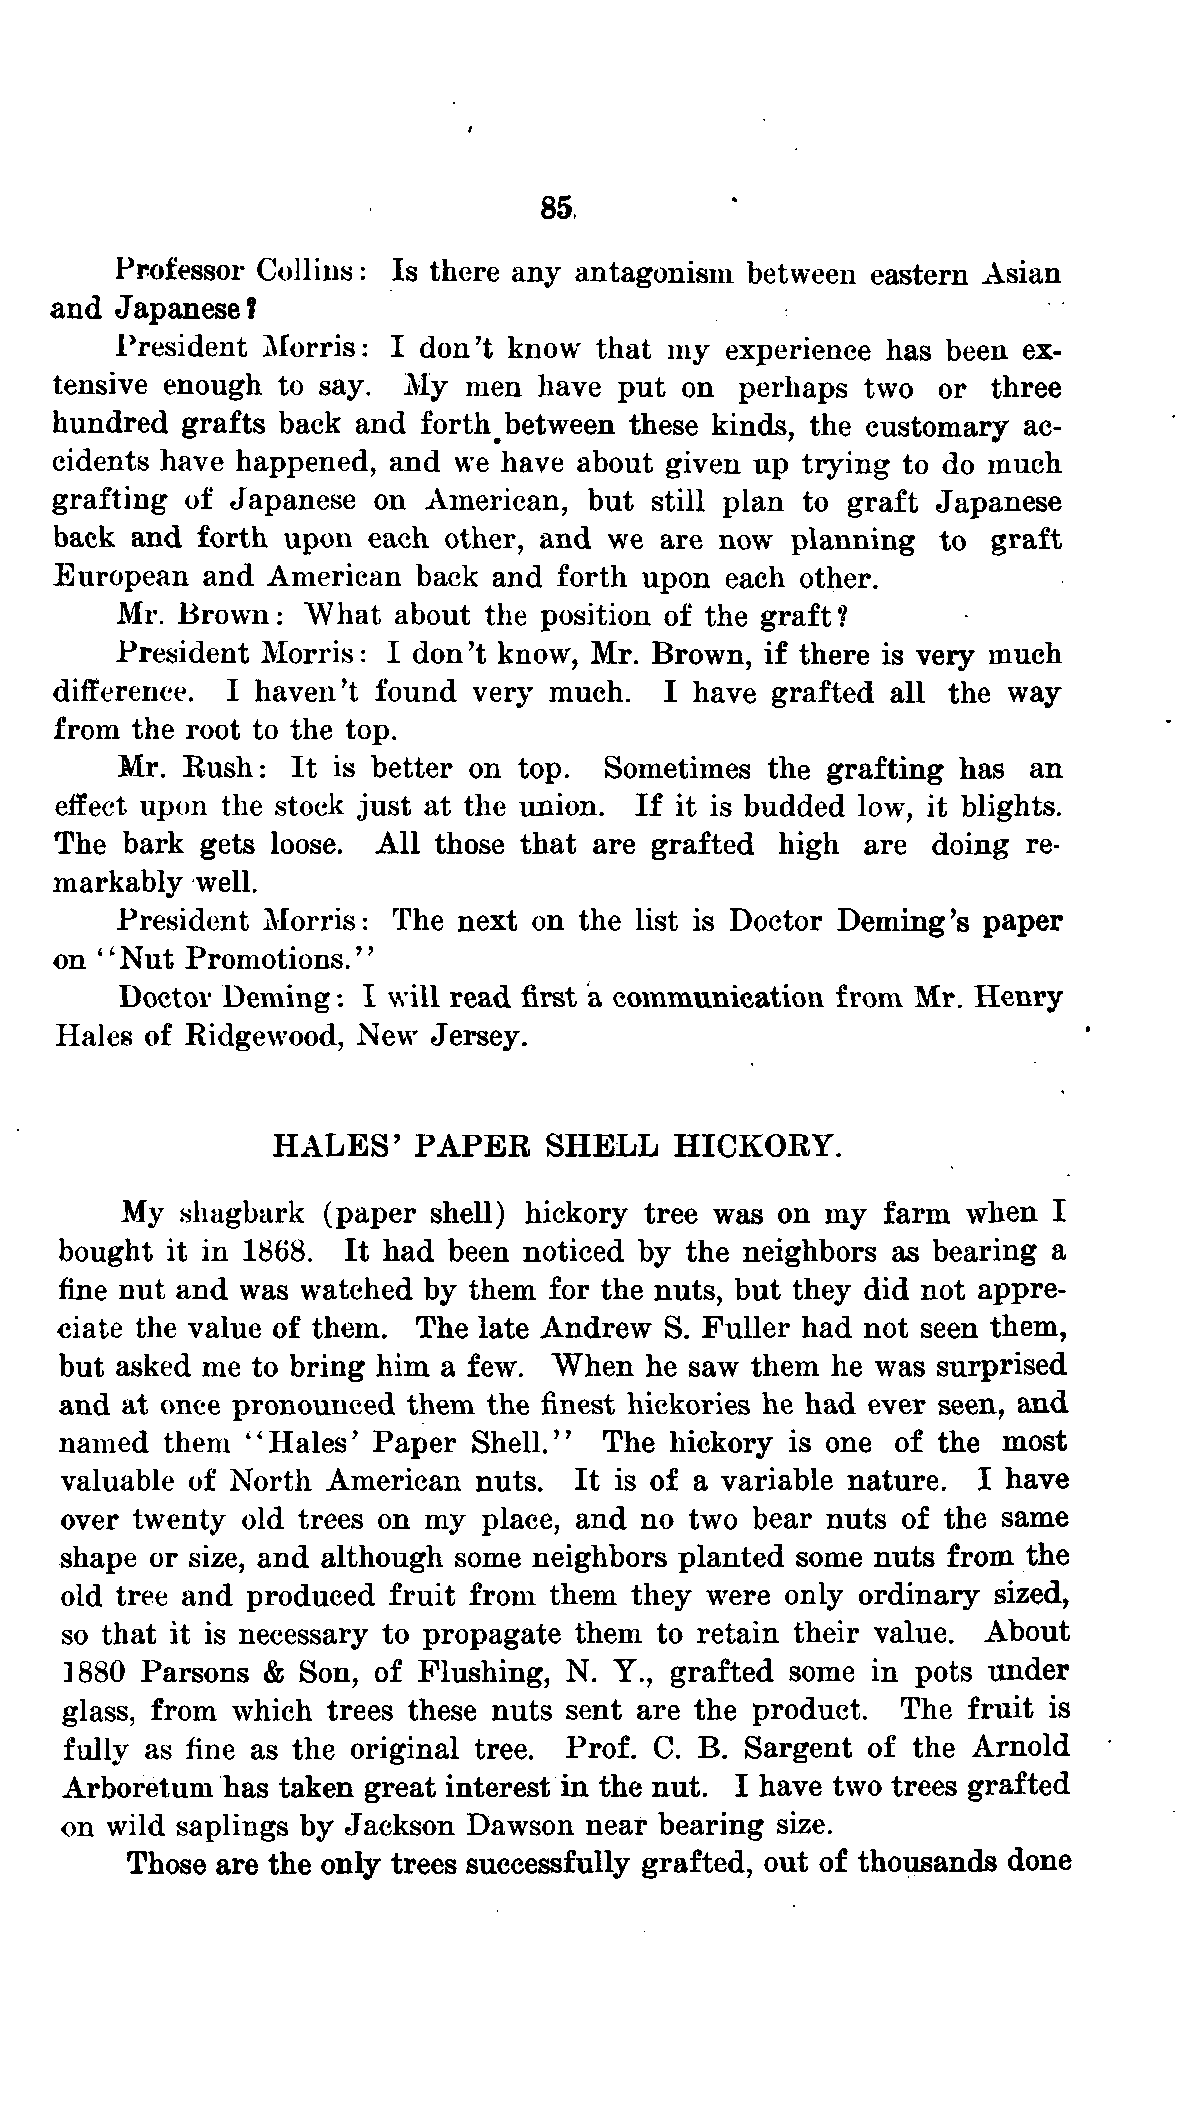 85
Professor Collins: Is there any antagonism between eastern Asian
and Japanese?
President Morris: I don't know that my experience has been ex-
tensive enough to say. My men have put on perhaps two or three
hundred grafts back and forth between these kinds, the customary ac-
cidents have happened, and we have about given up trying to do much
grafting of Japanese on American, but still plan to graft Japanese
back and forth upon each other, and we are now planning to graft
European and American back and forth upon each other.
Mr. Brown: What about the position of the graft?
President Morris: I don't know, Mr. Brown, if there is very much
difference. I haven't found very much. I have grafted all the way
from the root to the top.
Mr. Rush: It is better on top. Sometimes the grafting has an
effect upon the stock just at the union. If it is budded low, it blights.
The bark gets loose. All those that are grafted high are doing re-
markably well.
President Morris: The next on the list is Doctor Deming's paper
on "Nut Promotions."
Doctor Deming: I will read first a communication from Mr. Henry
Hales of Ridgewood, New Jersey.
HALES' PAPER SHELL HICKORY.
My shagbark (paper shell) hickory tree was on my farm when I
bought it in 1868. It had been noticed by the neighbors as bearing a
fine nut and was watched by them for the nuts, but they did not appre-
ciate the value of them. The late Andrew S. Fuller had not seen them,
but asked me to bring him a few. When he saw them he was surprised
and at once pronounced them the finest hickories he had ever seen, and
named them "Hales' Paper Shell." The hickory is one of the most
valuable of North American nuts. It is of a variable nature. I have
over twenty old trees on my place, and no two bear nuts of the same
shape or size, and although some neighbors planted some nuts from the
old tree and produced fruit from them they were only ordinary sized,
so that it is necessary to propagate them to retain their value. About
1880 Parsons & Son, of Flushing, N. Y., grafted some in pots under
glass, from which trees these nuts sent are the product. The fruit is
fully as fine as the original tree. Prof. C. B. Sargent of the Arnold
Arboretum has taken great interest in the nut. I have two trees grafted
on wild saplings by Jackson Dawson near bearing size.
Those are the only trees successfully grafted, out of thousands done